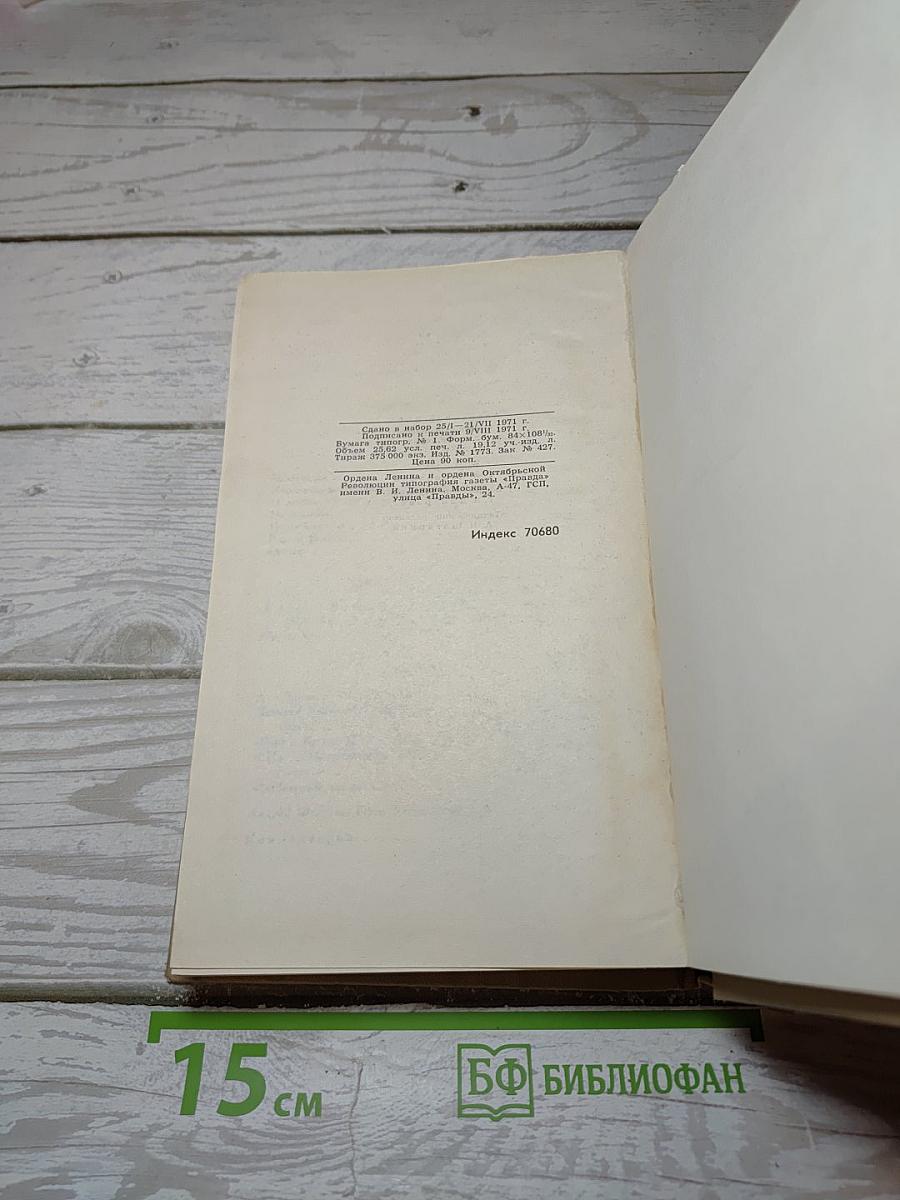 Сдано в набор 25/I—21/VII 1971 г.
Подписано к печати 9/VIII 1971 г.
Бумага типогр. № 1. Форм. бум. 84×108¹/₃₂.
Объем 25,62 усл. печ. л. 19,12 уч.-изд. л.
Тираж 375 000 экз. Изд. № 1773. Зак № 427.
Цена 90 коп.
Ордена Ленина и ордена Октябрьской
Революции типография газеты «Правда»
имени В. И. Ленина, Москва, А-47, ГСП,
улица «Правды», 24.
Индекс 70680
15 см
БФ БИБЛИОФАН